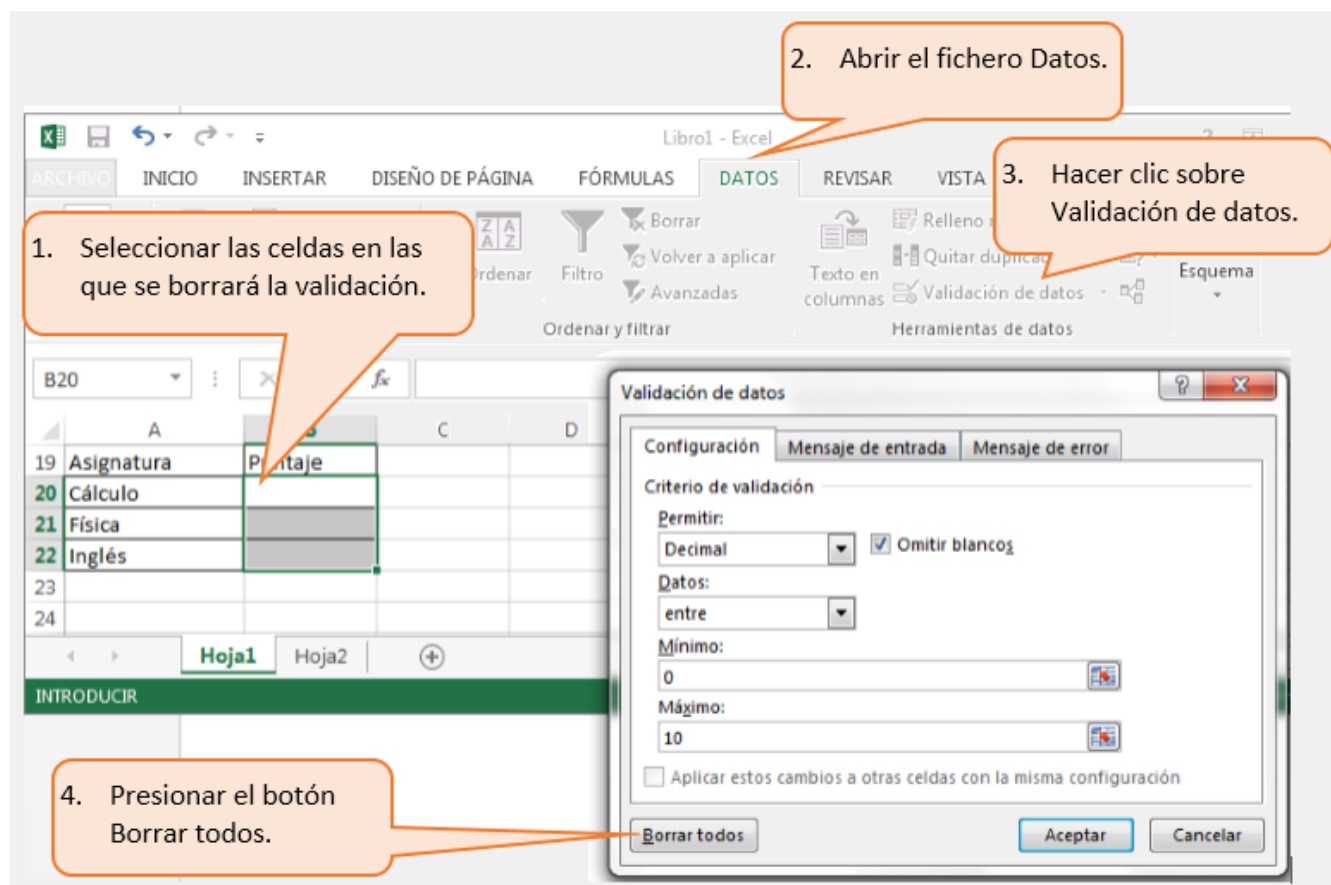 2. Abrir el fichero Datos.
Libro1 - Excel
ARCHIVO INICIO INSERTAR DISEÑO DE PÁGINA FÓRMULAS DATOS REVISAR VISTA
3. Hacer clic sobre
Validación de datos.
1. Seleccionar las celdas en las
que se borrará la validación.
Filtro
Borrar
Volver a aplicar
Avanzadas
Ordenar y filtrar
Texto en
columnas
Relleno
Quitar
Validación de datos
Herramientas de datos
Esquema
B20
fx
A C D
19 Asignatura
20 Cálculo
21 Física
22 Inglés
23
24
Hoja1 Hoja2
INTRODUCIR
Validación de datos
Configuración Mensaje de entrada Mensaje de error
Criterio de validación
Permitir:
Decimal Omitir blancos
Datos:
entre
Mínimo:
0
Máximo:
10
Aplicar estos cambios a otras celdas con la misma configuración
Borrar todos Aceptar Cancelar
4. Presionar el botón
Borrar todos.